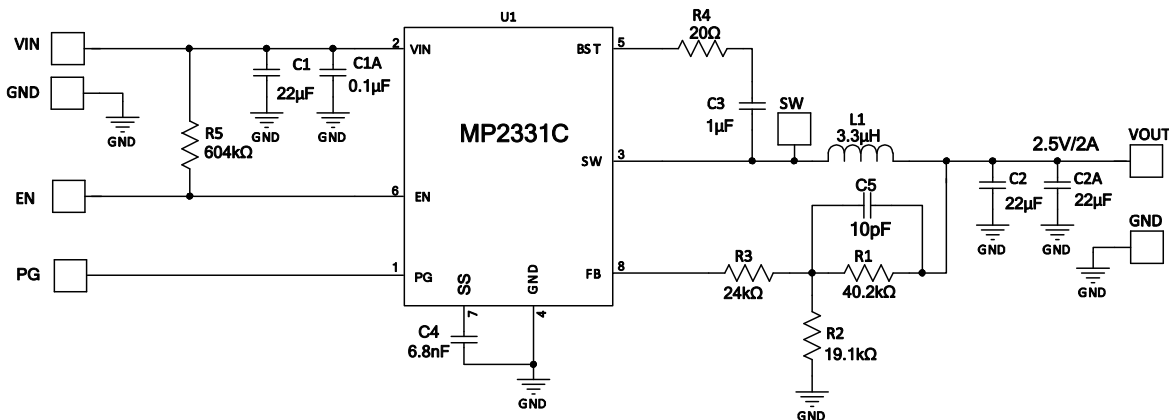 U1
MP2331C
VIN
GND
GND
EN
PG
2
VIN
6
EN
1
PG
C1
22µF
GND
C1A
0.1µF
GND
R5
604kΩ
SS
7
GND
4
C4
6.8nF
GND
BST
5
R4
20Ω
C3
1µF
SW
SW
3
L1
3.3µH
2.5V/2A
VOUT
C2
22µF
GND
C2A
22µF
GND
GND
GND
C5
10pF
FB
8
R3
24kΩ
R1
40.2kΩ
R2
19.1kΩ
GND